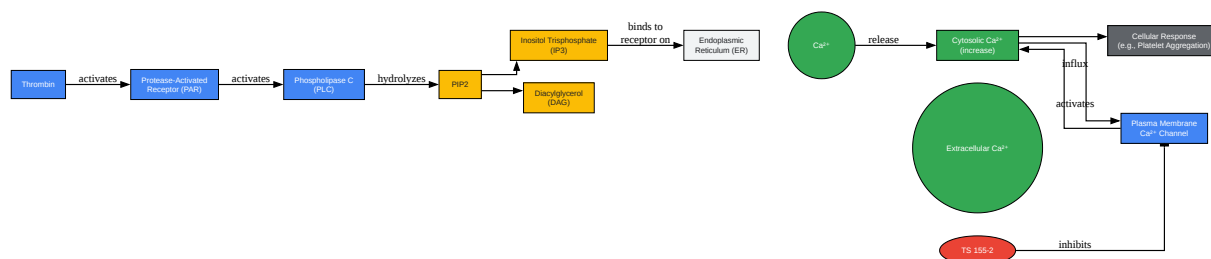 Thrombin
activates
Protease-Activated
Receptor (PAR)
activates
Phospholipase C
(PLC)
hydrolyzes
PIP2
Inositol Trisphosphate
(IP3)
Diacylglycerol
(DAG)
binds to
receptor on
Endoplasmic
Reticulum (ER)
Ca²⁺
release
Cytosolic Ca²⁺
(increase)
Cellular Response
(e.g., Platelet Aggregation)
influx
activates
Plasma Membrane
Ca²⁺ Channel
Extracellular Ca²⁺
TS 155-2
inhibits